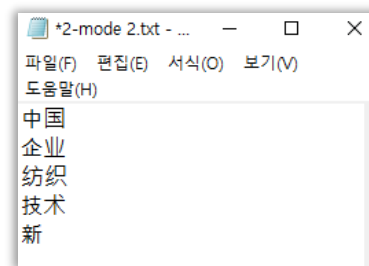 *2-mode 2.txt - ...
파일(F) 편집(E) 서식(O) 보기(V)
도움말(H)
中国
企业
纺织
技术
新